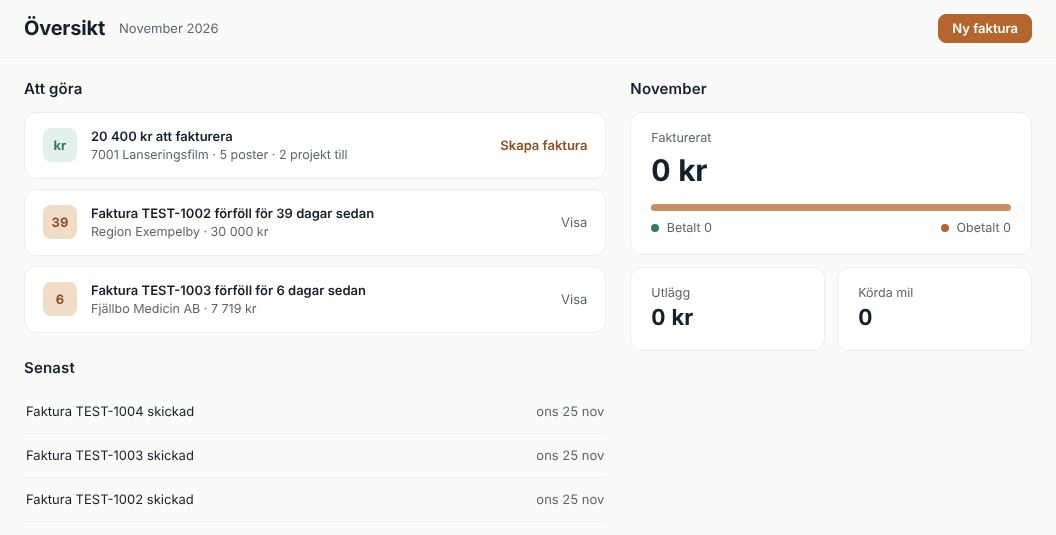 Översikt November 2026
Ny faktura
Att göra
kr
20 400 kr att fakturera
7001 Lanseringsfilm · 5 poster · 2 projekt till
Skapa faktura
39
Faktura TEST-1002 förföll för 39 dagar sedan
Region Exempelby · 30 000 kr
Visa
6
Faktura TEST-1003 förföll för 6 dagar sedan
Fjällbo Medicin AB · 7 719 kr
Visa
Senast
Faktura TEST-1004 skickad ons 25 nov
Faktura TEST-1003 skickad ons 25 nov
Faktura TEST-1002 skickad ons 25 nov
November
Fakturerat
0 kr
Betalt 0 Obetalt 0
Utlägg
0 kr
Körda mil
0